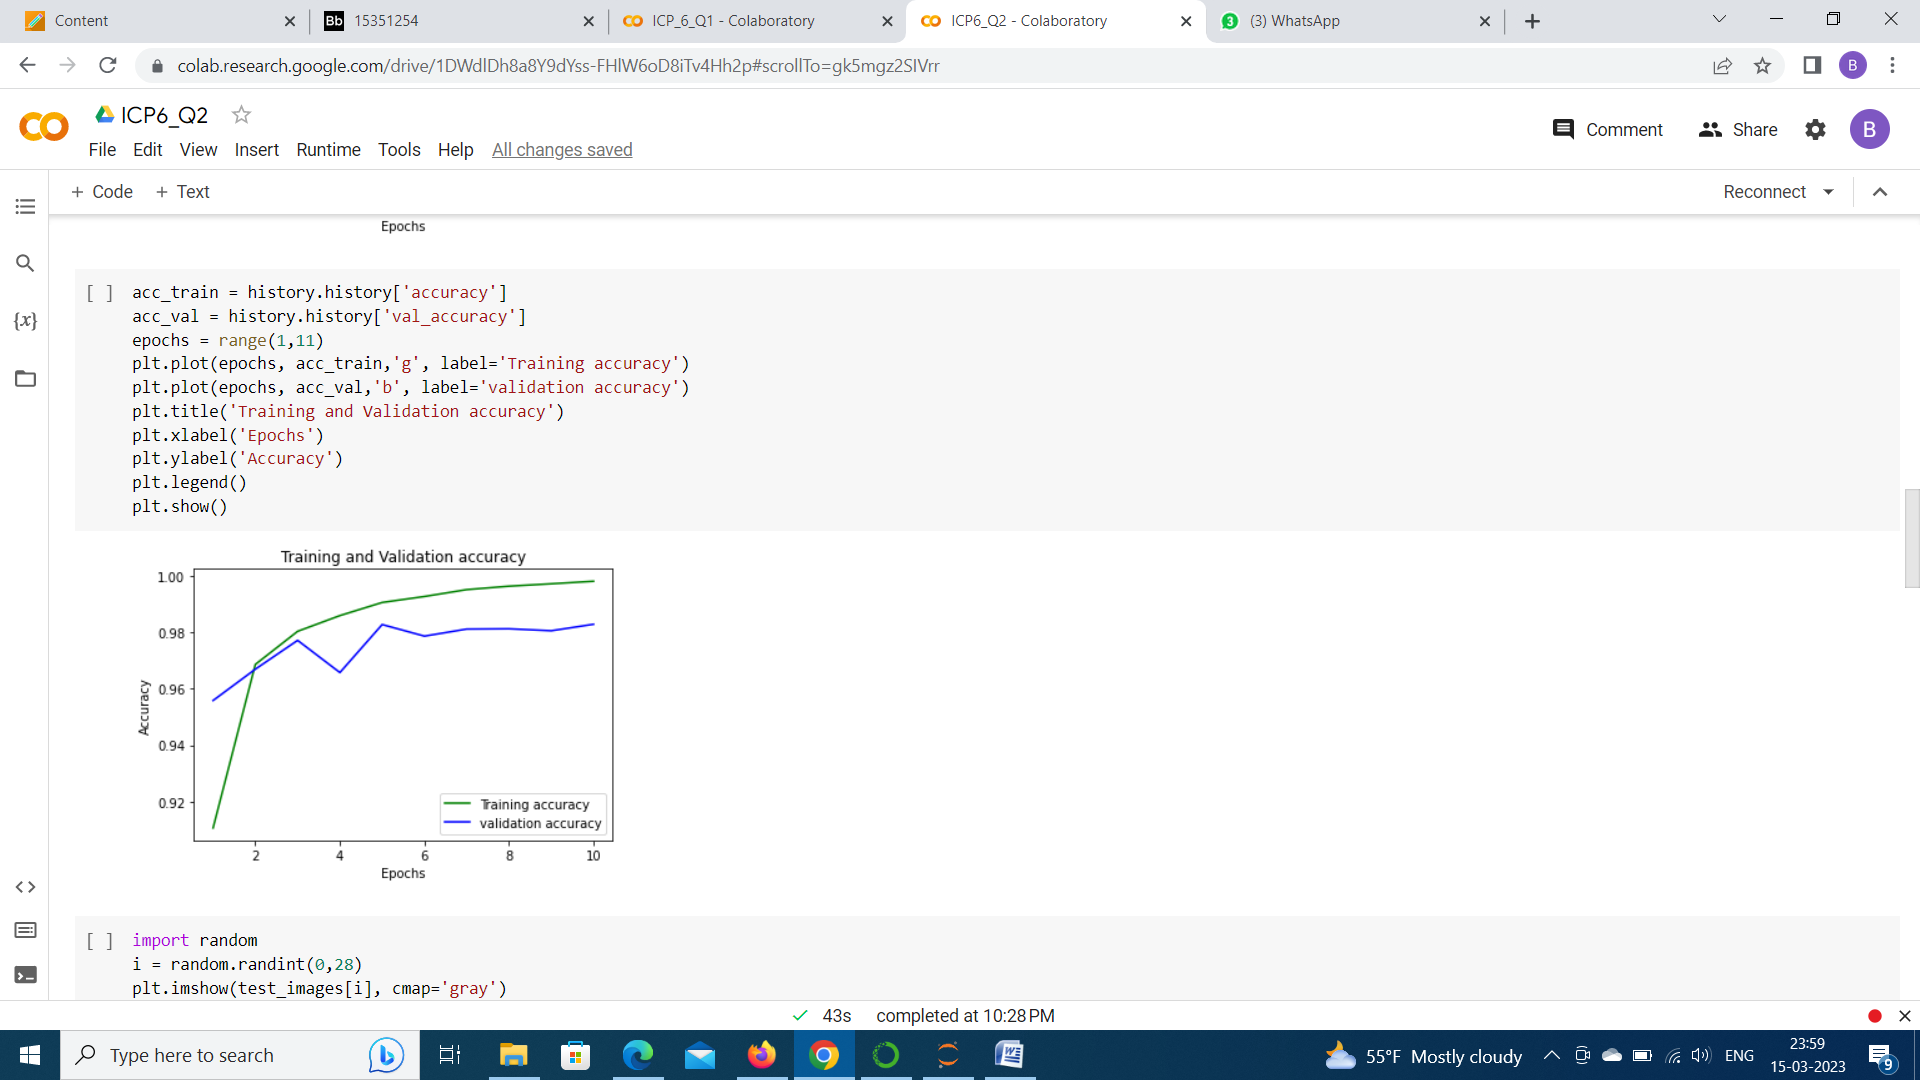 Content
Bb 15351254
ICP_6_Q1 - Colaboratory
ICP6_Q2 - Colaboratory
3 (3) WhatsApp
colab.research.google.com/drive/1DWdlDh8a8Y9dYss-FHlW6oD8iTv4Hh2p#scrollTo=gk5mgz2SIVrr
B
ICP6_Q2
Comment Share B
File Edit View Insert Runtime Tools Help All changes saved
+ Code + Text Reconnect
Epochs
{x}
[ ] acc_train = history.history['accuracy']
acc_val = history.history['val_accuracy']
epochs = range(1,11)
plt.plot(epochs, acc_train,'g', label='Training accuracy')
plt.plot(epochs, acc_val,'b', label='validation accuracy')
plt.title('Training and Validation accuracy')
plt.xlabel('Epochs')
plt.ylabel('Accuracy')
plt.legend()
plt.show()
Training and Validation accuracy
1.00
0.98
0.96
0.94
0.92
Accuracy
Training accuracy
validation accuracy
2 4 6 8 10
Epochs
[ ] import random
i = random.randint(0,28)
plt.imshow(test_images[i], cmap='gray')
43s completed at 10:28 PM
Type here to search
55°F Mostly cloudy
ENG
23:59
15-03-2023
9